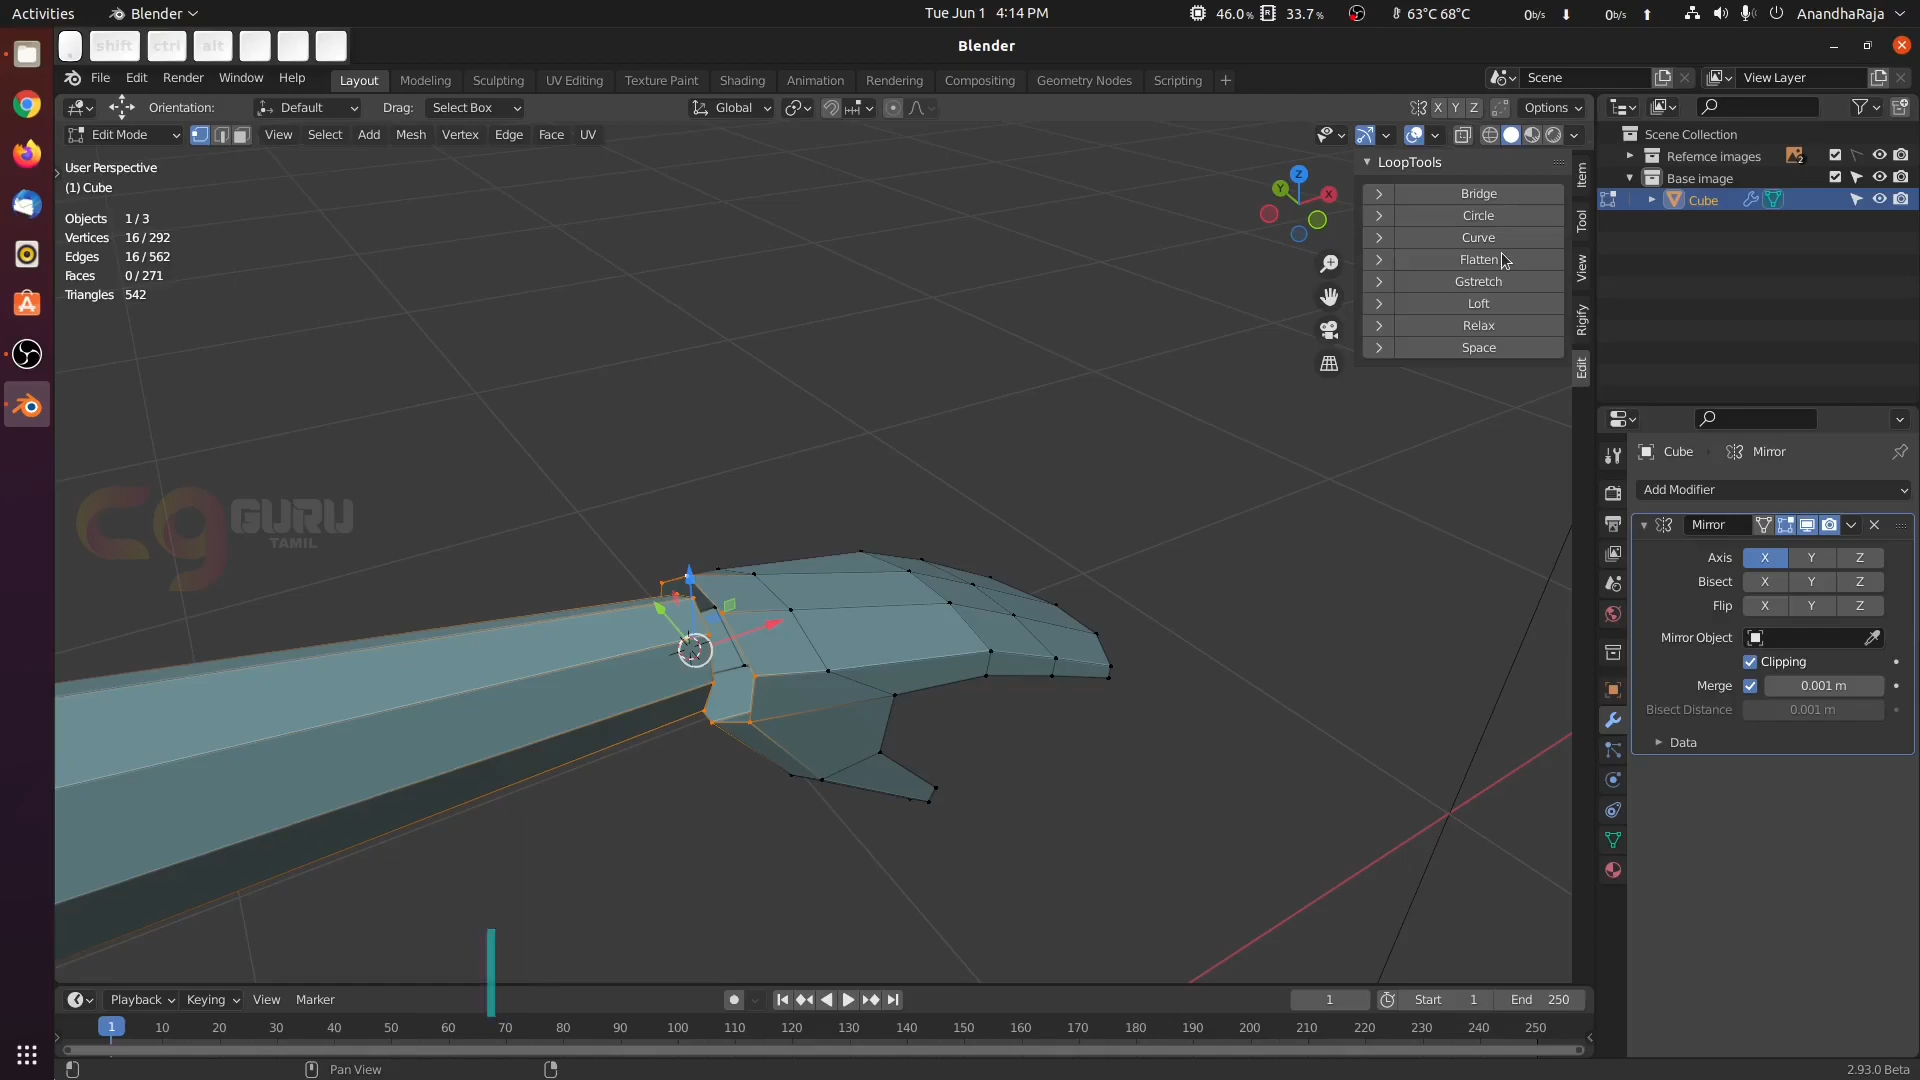 Activities
Blender
Tue Jun 1 4:14 PM
46.0%
33.7%
63°C 68°C
0b/s
0b/s
AnandhaRaja
shift
ctrl
alt
Blender
File
Edit
Render
Window
Help
Layout
Modeling
Sculpting
UV Editing
Texture Paint
Shading
Animation
Rendering
Compositing
Geometry Nodes
Scripting
+
Scene
View Layer
Orientation:
Default
Drag:
Select Box
Global
X
Y
Z
Options
Edit Mode
View
Select
Add
Mesh
Vertex
Edge
Face
UV
User Perspective
(1) Cube
Objects 1/3
Vertices 16/292
Edges 16/562
Faces 0/271
Triangles 542
Z
Y
X
LoopTools
Bridge
Circle
Curve
Flatten
Gstretch
Loft
Relax
Space
Item
Tool
View
Rigify
Edit
Scene Collection
Refernce images
2
Base image
Cube
Cube
Mirror
Add Modifier
Mirror
Axis X Y Z
Bisect X Y Z
Flip X Y Z
Mirror Object
Clipping
Merge 0.001 m
Bisect Distance 0.001 m
Data
C9 GURU
TAMIL
Playback
Keying
View
Marker
1
Start 1
End 250
1 10 20 30 40 50 60 70 80 90 100 110 120 130 140 150 160 170 180 190 200 210 220 230 240 250
Pan View
2.93.0 Beta